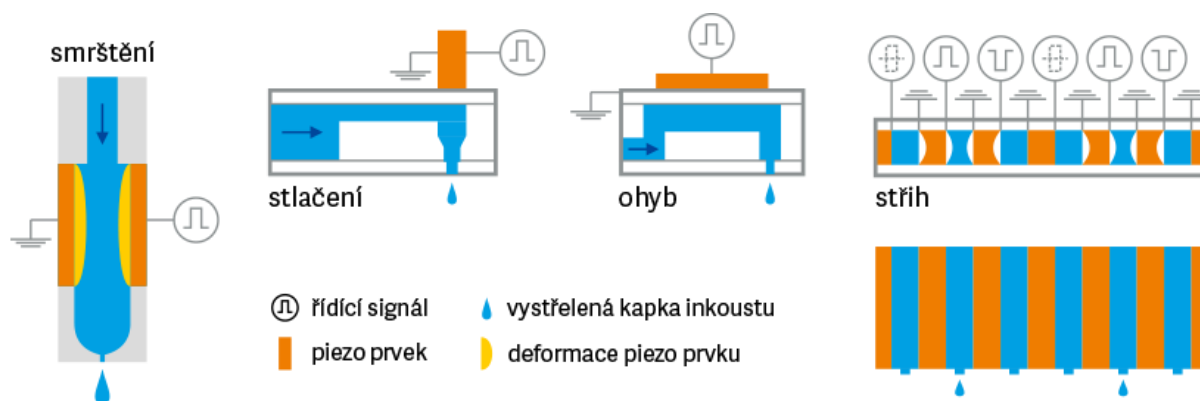 smrštění
stlačení
ohyb
střih
řídící signál
vystřelená kapka inkoustu
piezo prvek
deformace piezo prvku